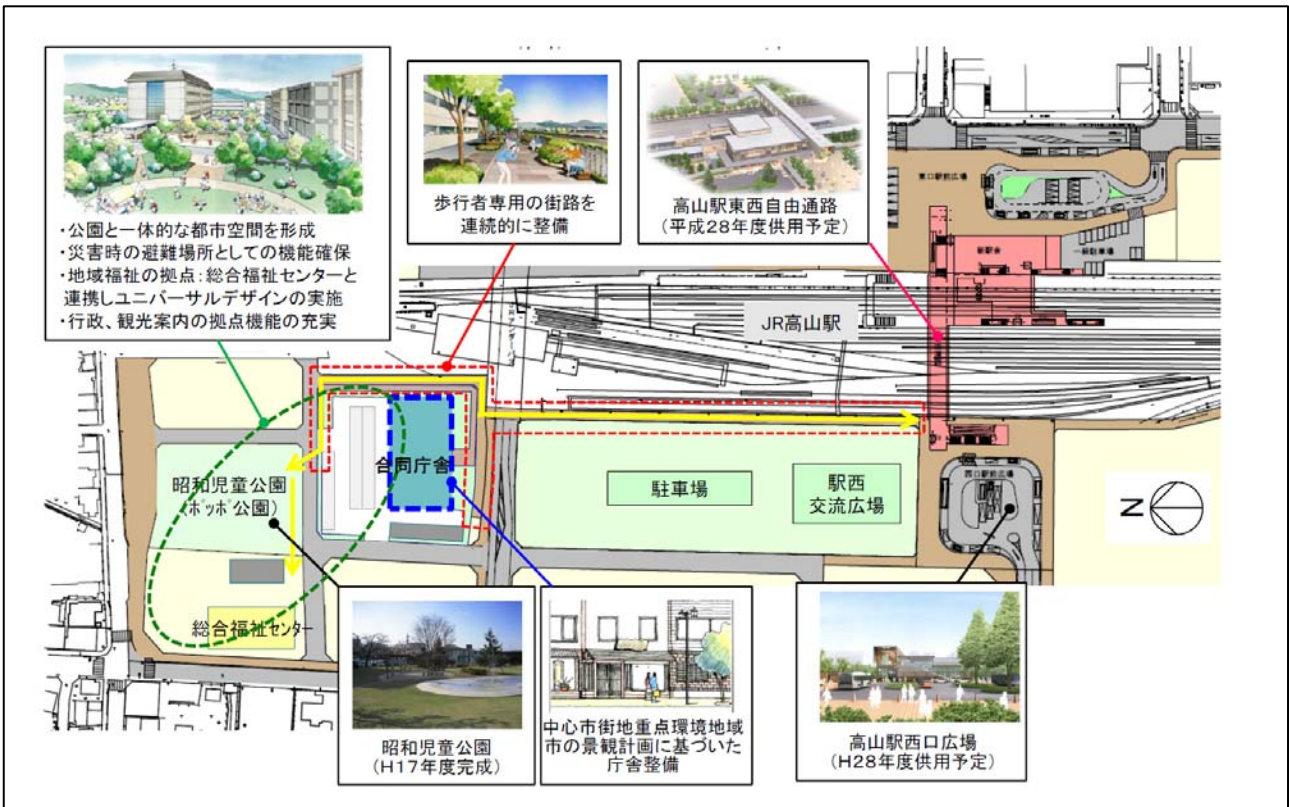 ・公園と一体的な都市空間を形成
・災害時の避難場所としての機能確保
・地域福祉の拠点：総合福祉センターと
連携しユニバーサルデザインの実施
・行政、観光案内の拠点機能の充実
歩行者専用の街路を
連続的に整備
高山駅東西自由通路
（平成28年度供用予定）
東口駅前広場
新駅舎
一般駐車場
JR高山駅
合同庁舎
昭和児童公園
（ポッポ公園）
駐車場
駅西
交流広場
西口駅前広場
N
総合福祉センター
昭和児童公園
（H17年度完成）
中心市街地重点環境地域
市の景観計画に基づいた
庁舎整備
高山駅西口広場
（H28年度供用予定）